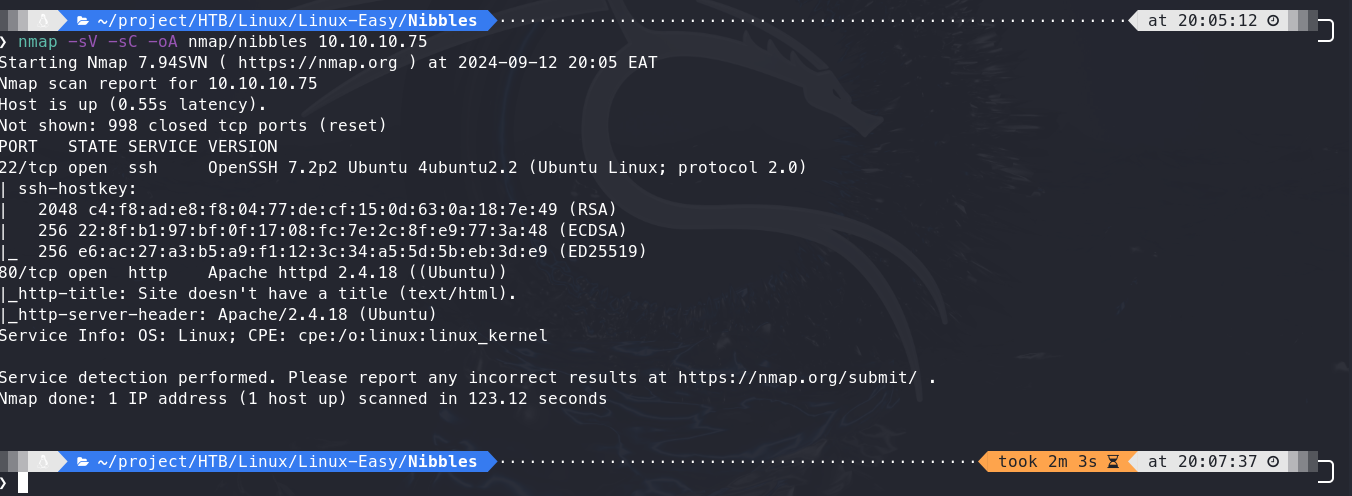 ~/project/HTB/Linux/Linux-Easy/Nibbles at 20:05:12
❯ nmap -sV -sC -oA nmap/nibbles 10.10.10.75
Starting Nmap 7.94SVN ( https://nmap.org ) at 2024-09-12 20:05 EAT
Nmap scan report for 10.10.10.75
Host is up (0.55s latency).
Not shown: 998 closed tcp ports (reset)
PORT   STATE SERVICE VERSION
22/tcp open  ssh     OpenSSH 7.2p2 Ubuntu 4ubuntu2.2 (Ubuntu Linux; protocol 2.0)
| ssh-hostkey:
|   2048 c4:f8:ad:e8:f8:04:77:de:cf:15:0d:63:0a:18:7e:49 (RSA)
|   256 22:8f:b1:97:bf:0f:17:08:fc:7e:2c:8f:e9:77:3a:48 (ECDSA)
|_  256 e6:ac:27:a3:b5:a9:f1:12:3c:34:a5:5d:5b:eb:3d:e9 (ED25519)
80/tcp open  http    Apache httpd 2.4.18 ((Ubuntu))
|_http-title: Site doesn't have a title (text/html).
|_http-server-header: Apache/2.4.18 (Ubuntu)
Service Info: OS: Linux; CPE: cpe:/o:linux:linux_kernel
Service detection performed. Please report any incorrect results at https://nmap.org/submit/ .
Nmap done: 1 IP address (1 host up) scanned in 123.12 seconds
~/project/HTB/Linux/Linux-Easy/Nibbles took 2m 3s at 20:07:37
❯